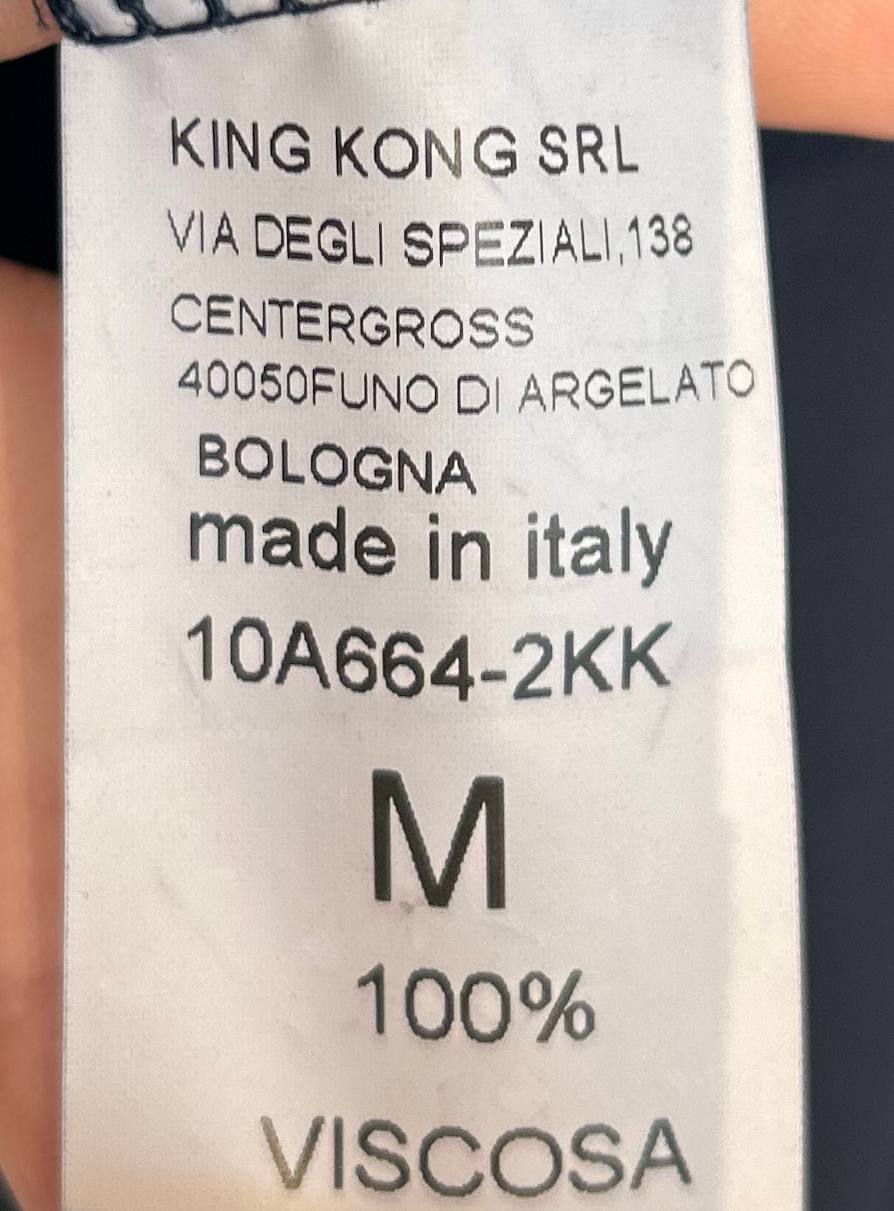 KING KONG SRL
VIA DEGLI SPEZIALI,138
CENTERGROSS
40050FUNO DI ARGELATO
BOLOGNA
made in italy
10A664-2KK
M
100%
VISCOSA